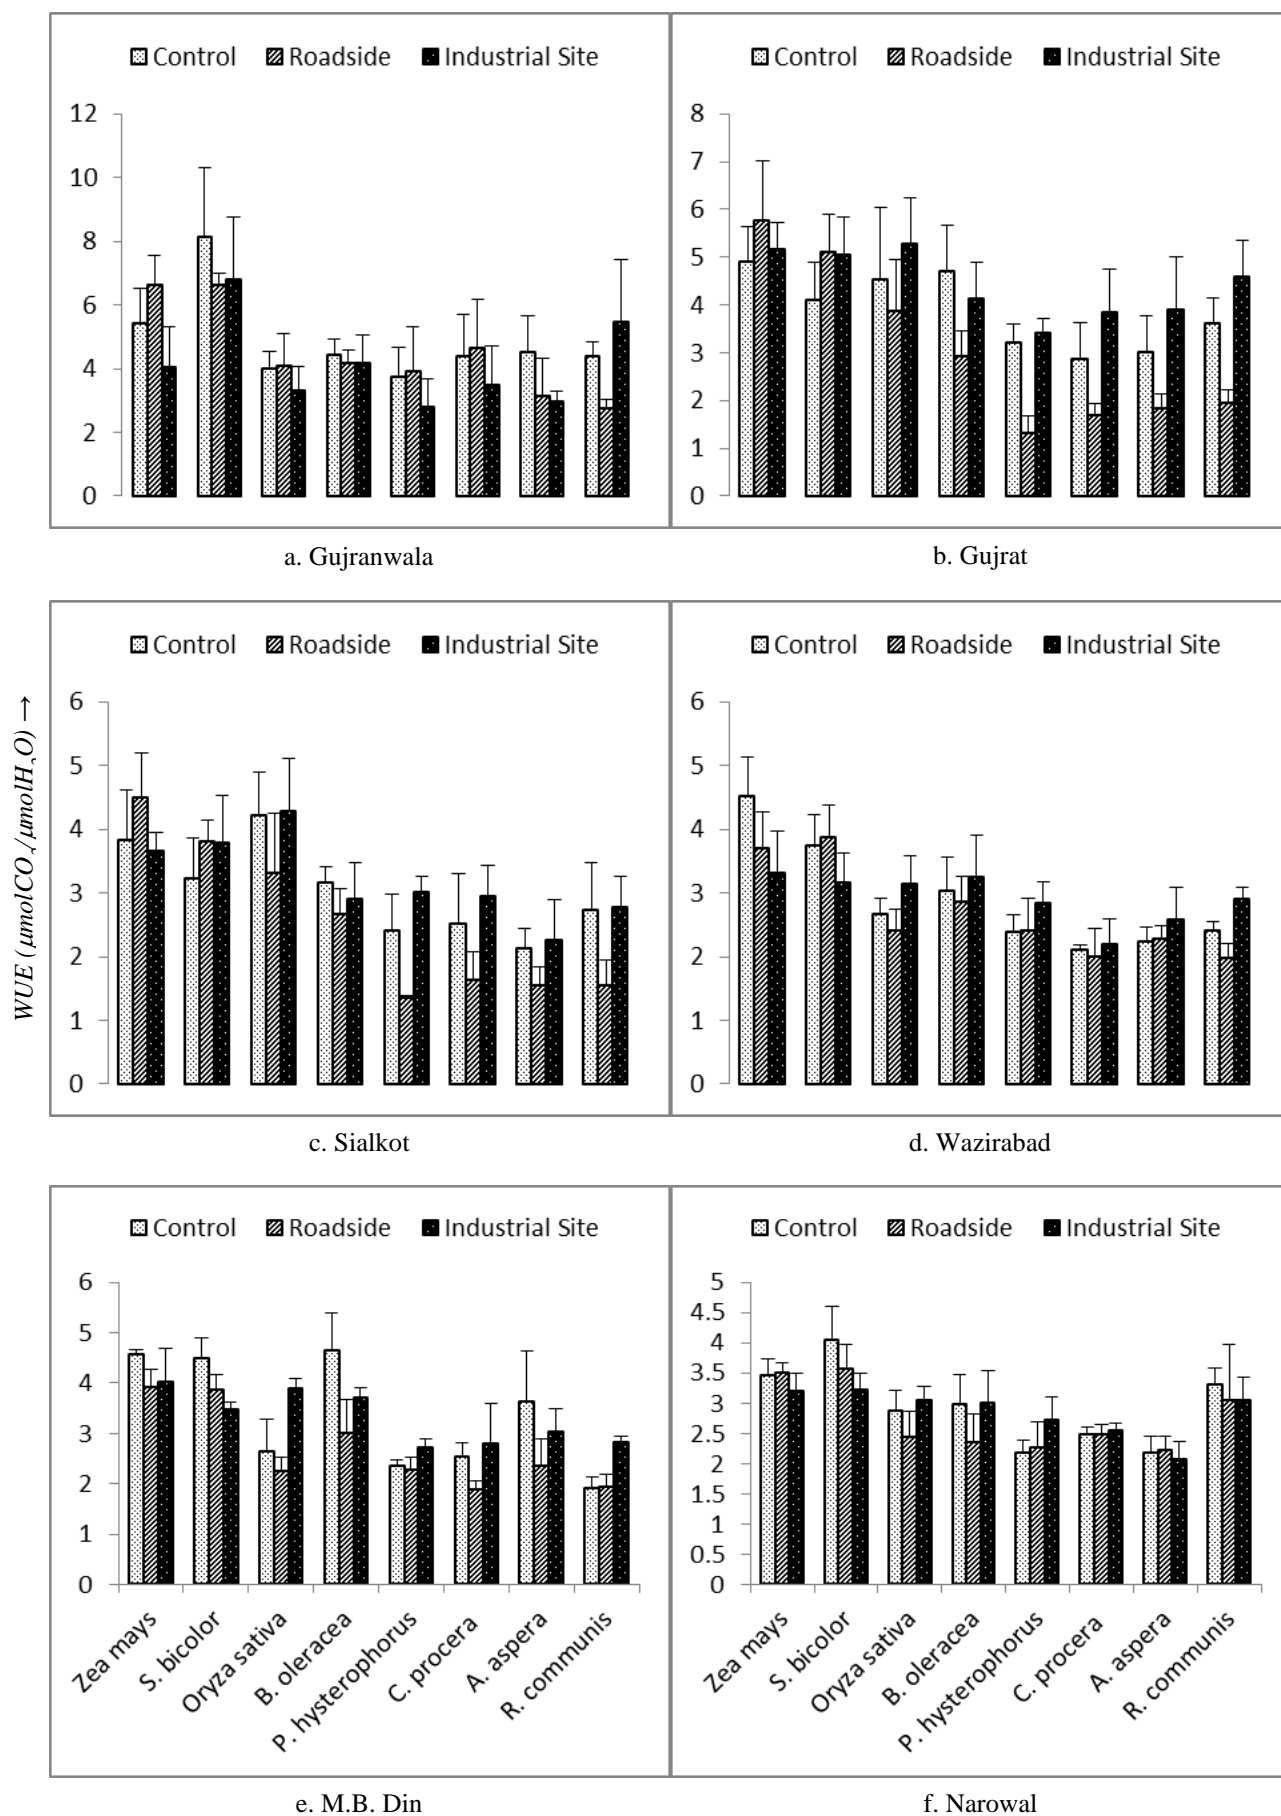 Control Roadside Industrial Site
12
10
8
6
4
2
0
a. Gujranwala
Control Roadside Industrial Site
8
7
6
5
4
3
2
1
0
b. Gujrat
WUE (µmolCO₂/µmolH₂O) →
Control Roadside Industrial Site
6
5
4
3
2
1
0
c. Sialkot
Control Roadside Industrial Site
6
5
4
3
2
1
0
d. Wazirabad
Control Roadside Industrial Site
6
5
4
3
2
1
0
Zea mays
S. bicolor
Oryza sativa
B. oleracea
P. hysterophorus
C. procera
A. aspera
R. communis
e. M.B. Din
Control Roadside Industrial Site
5
4.5
4
3.5
3
2.5
2
1.5
1
0.5
0
Zea mays
S. bicolor
Oryza sativa
B. oleracea
P. hysterophorus
C. procera
A. aspera
R. communis
f. Narowal